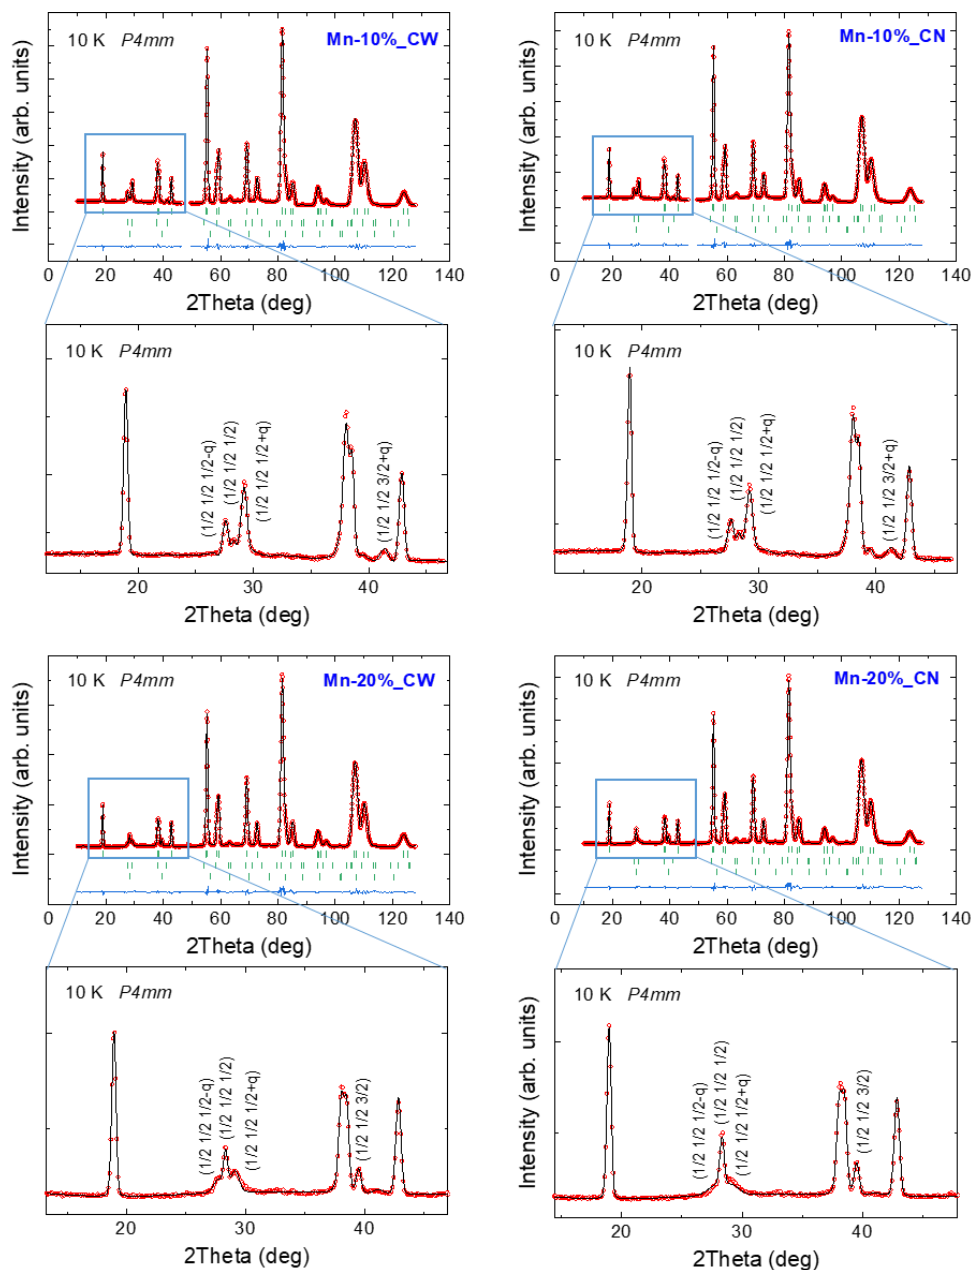 10 K P4mm Mn-10%_CW
Intensity (arb. units)
0 20 40 60 80 100 120 140
2Theta (deg)
10 K P4mm Mn-10%_CN
Intensity (arb. units)
0 20 40 60 80 100 120 140
2Theta (deg)
10 K P4mm
(1/2 1/2 1/2-q)
(1/2 1/2 1/2)
(1/2 1/2 1/2+q)
(1/2 1/2 3/2+q)
20 30 40
2Theta (deg)
10 K P4mm
(1/2 1/2 1/2-q)
(1/2 1/2 1/2)
(1/2 1/2 1/2+q)
(1/2 1/2 3/2+q)
20 30 40
2Theta (deg)
10 K P4mm Mn-20%_CW
Intensity (arb. units)
0 20 40 60 80 100 120 140
2Theta (deg)
10 K P4mm Mn-20%_CN
Intensity (arb. units)
0 20 40 60 80 100 120 140
2Theta (deg)
10 K P4mm
(1/2 1/2 1/2-q)
(1/2 1/2 1/2)
(1/2 1/2 1/2+q)
(1/2 1/2 3/2)
20 30 40
2Theta (deg)
10 K P4mm
Intensity (arb. units)
(1/2 1/2 1/2-q)
(1/2 1/2 1/2)
(1/2 1/2 1/2+q)
(1/2 1/2 3/2)
20 30 40
2Theta (deg)